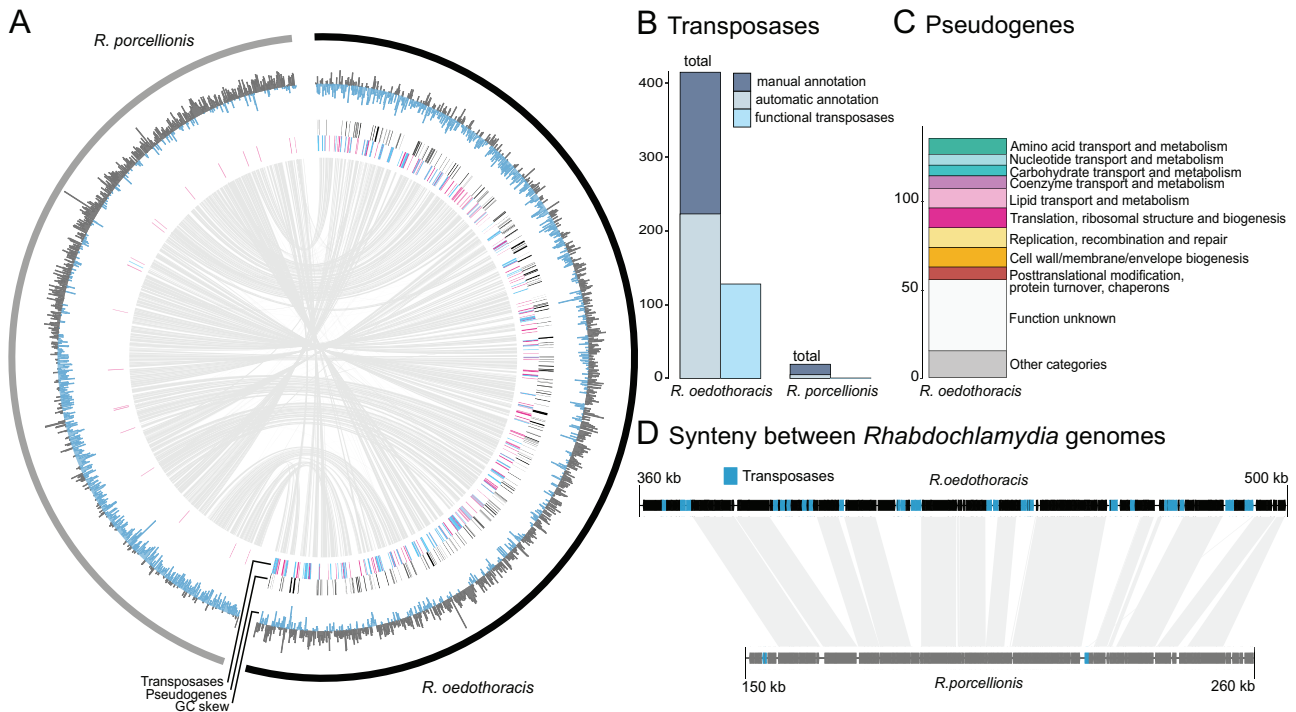 A
R. porcellionis
R. oedothoracis
Transposases
Pseudogenes
GC skew
B Transposases
total
manual annotation
automatic annotation
functional transposases
400
300
200
100
0
total
R. oedothoracis
R. porcellionis
C Pseudogenes
100
50
0
Amino acid transport and metabolism
Nucleotide transport and metabolism
Carbohydrate transport and metabolism
Coenzyme transport and metabolism
Lipid transport and metabolism
Translation, ribosomal structure and biogenesis
Replication, recombination and repair
Cell wall/membrane/envelope biogenesis
Posttranslational modification,
protein turnover, chaperons
Function unknown
Other categories
R. oedothoracis
D Synteny between Rhabdochlamydia genomes
360 kb
Transposases
R.oedothoracis
500 kb
150 kb
R.porcellionis
260 kb